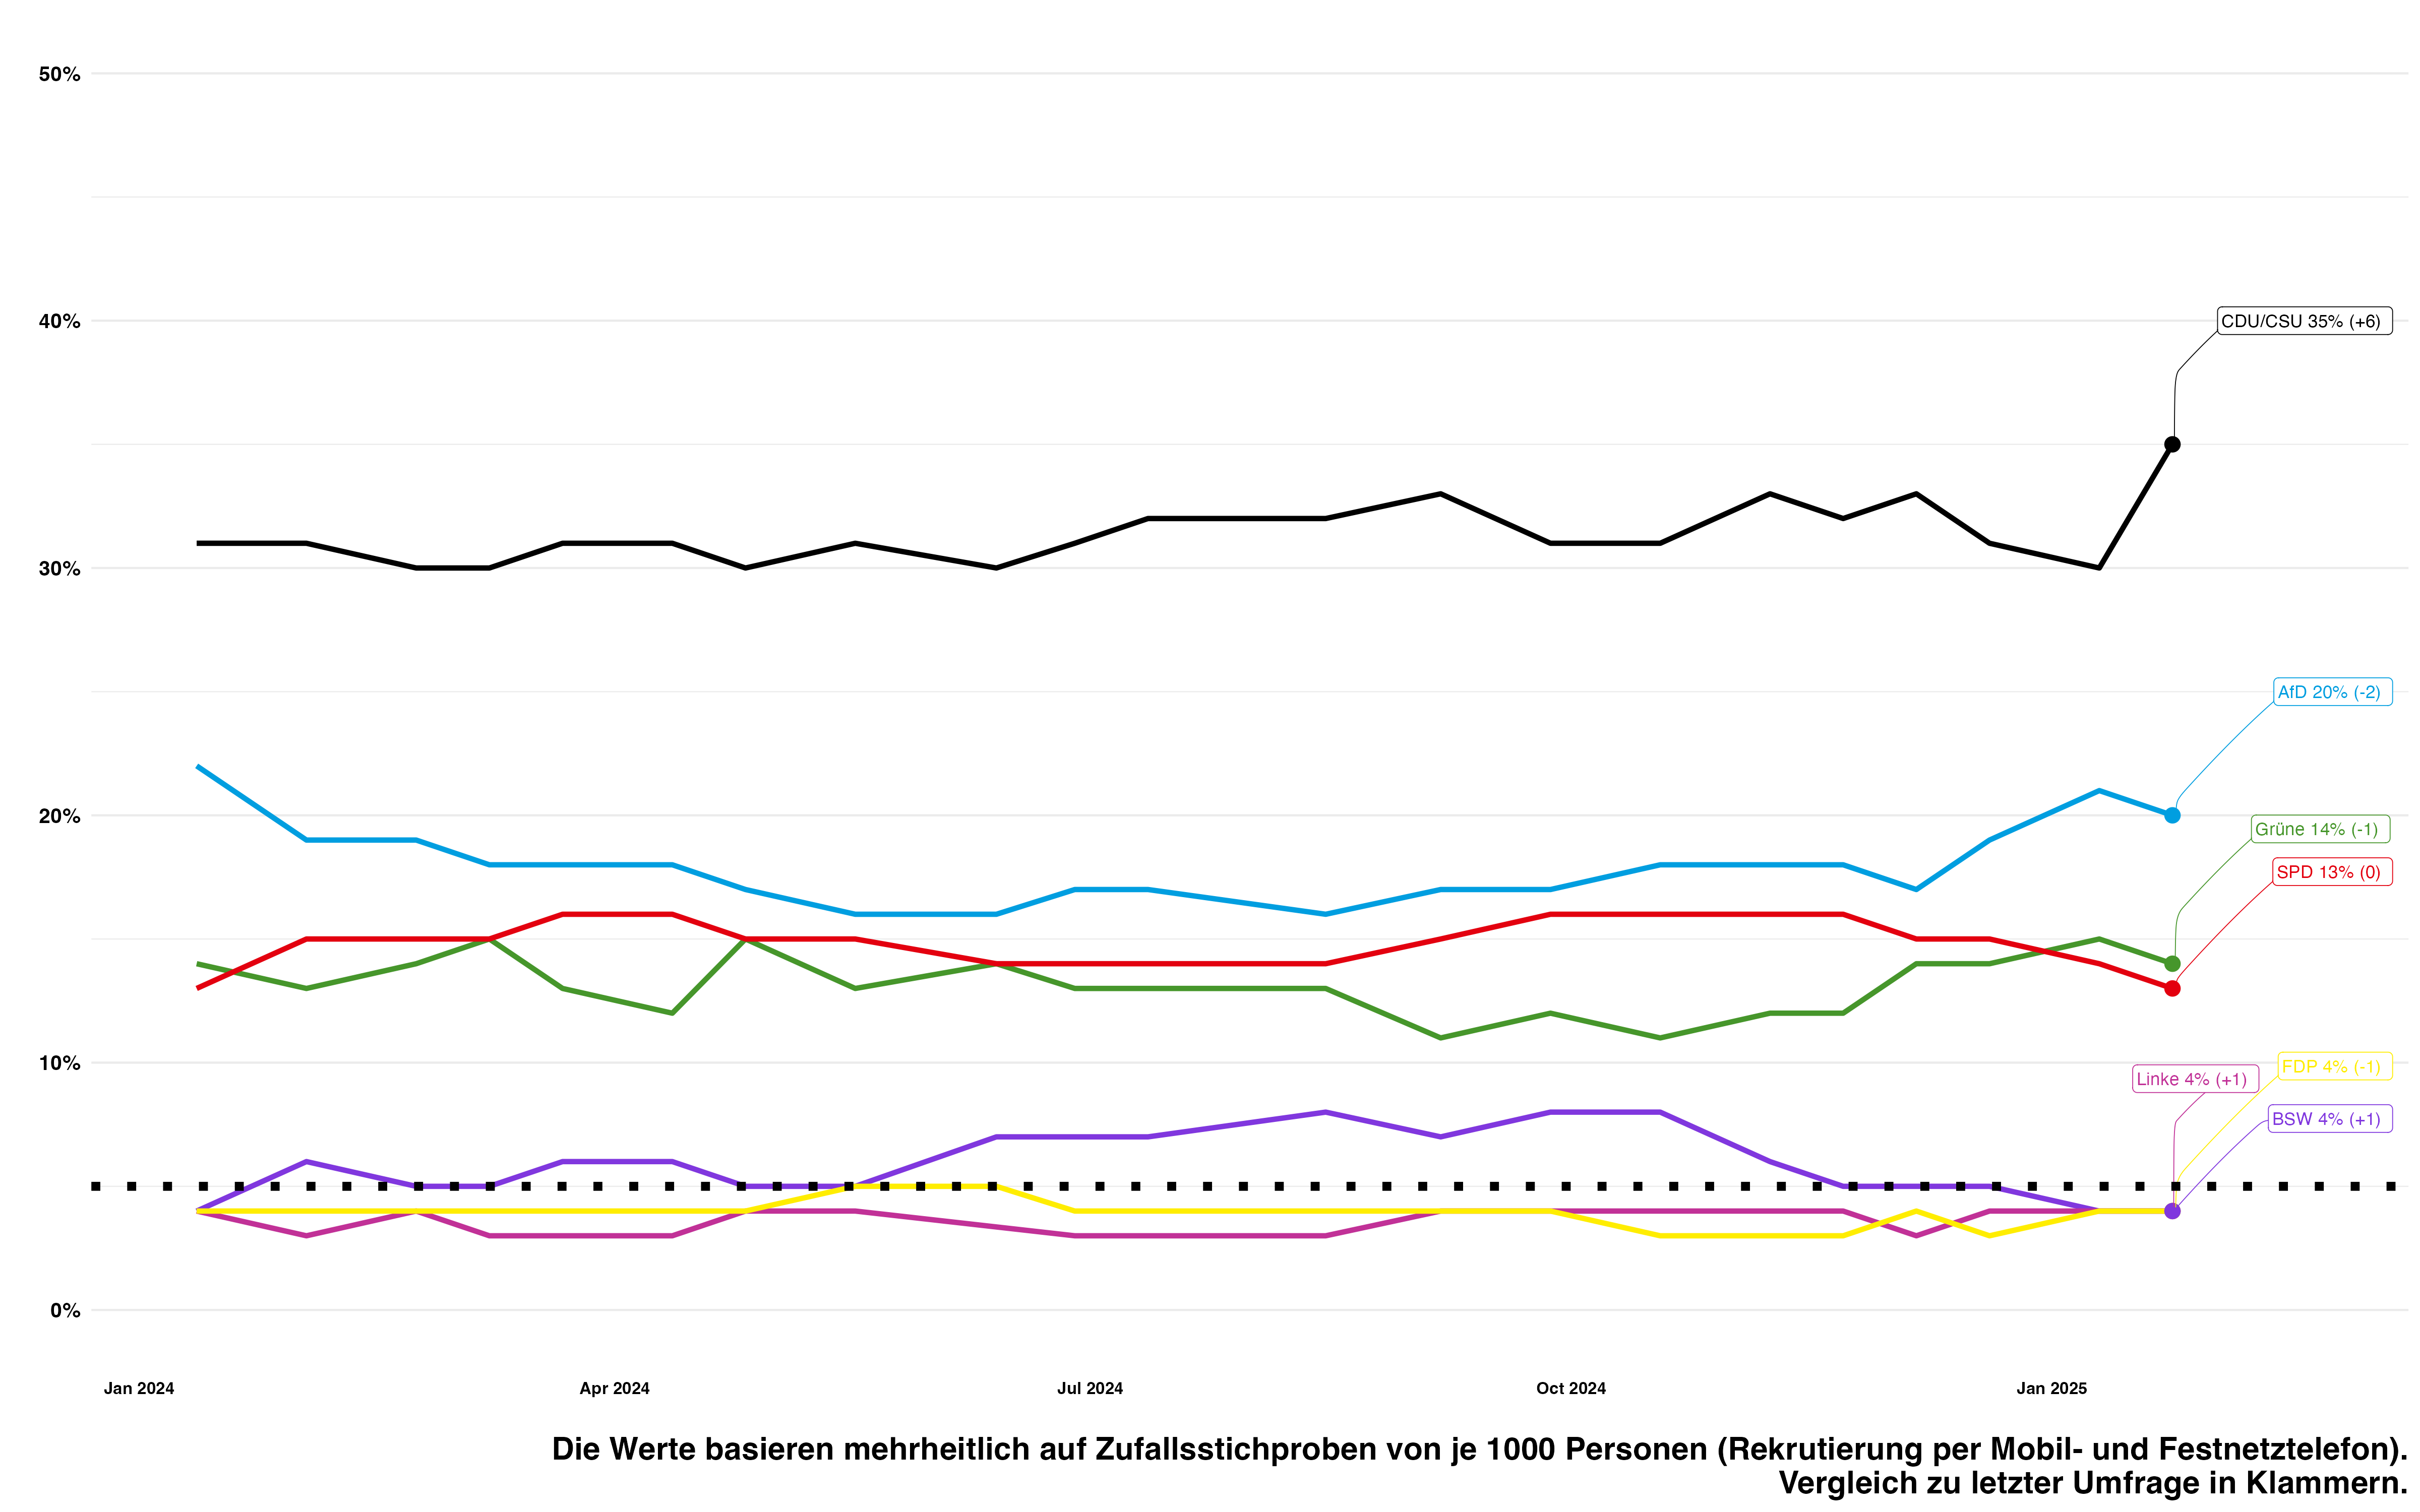 50%
40%
30%
20%
10%
0%
CDU/CSU 35% (+6)
AfD 20% (-2)
Grüne 14% (-1)
SPD 13% (0)
FDP 4% (-1)
Linke 4% (+1)
BSW 4% (+1)
Jan 2024
Apr 2024
Jul 2024
Oct 2024
Jan 2025
Die Werte basieren mehrheitlich auf Zufallsstichproben von je 1000 Personen (Rekrutierung per Mobil- und Festnetztelefon).
Vergleich zu letzter Umfrage in Klammern.